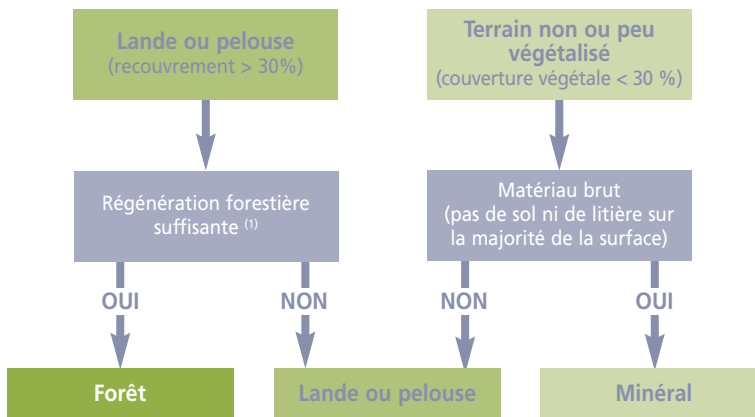 Lande ou pelouse
(recouvrement > 30%)
Terrain non ou peu
végétalisé
(couverture végétale < 30 %)
Régénération forestière
suffisante (1)
Matériau brut
(pas de sol ni de litière sur
la majorité de la surface)
OUI
NON
NON
OUI
Forêt
Lande ou pelouse
Minéral